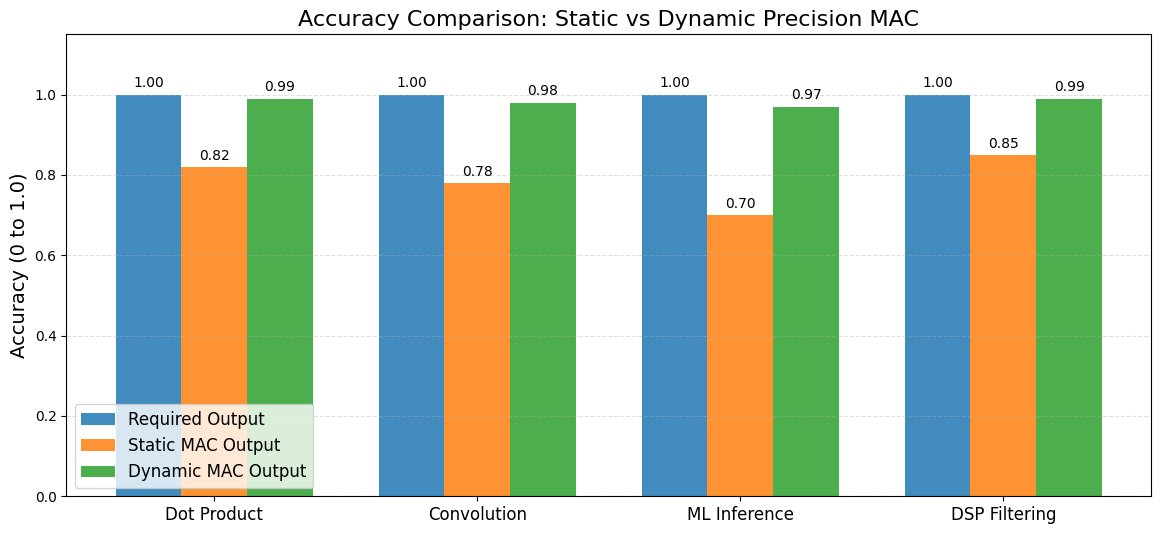 Accuracy Comparison: Static vs Dynamic Precision MAC
Accuracy (0 to 1.0)
1.0
0.8
0.6
0.4
0.2
0.0
1.00
0.82
0.99
1.00
0.78
0.98
1.00
0.70
0.97
1.00
0.85
0.99
Required Output
Static MAC Output
Dynamic MAC Output
Dot Product
Convolution
ML Inference
DSP Filtering